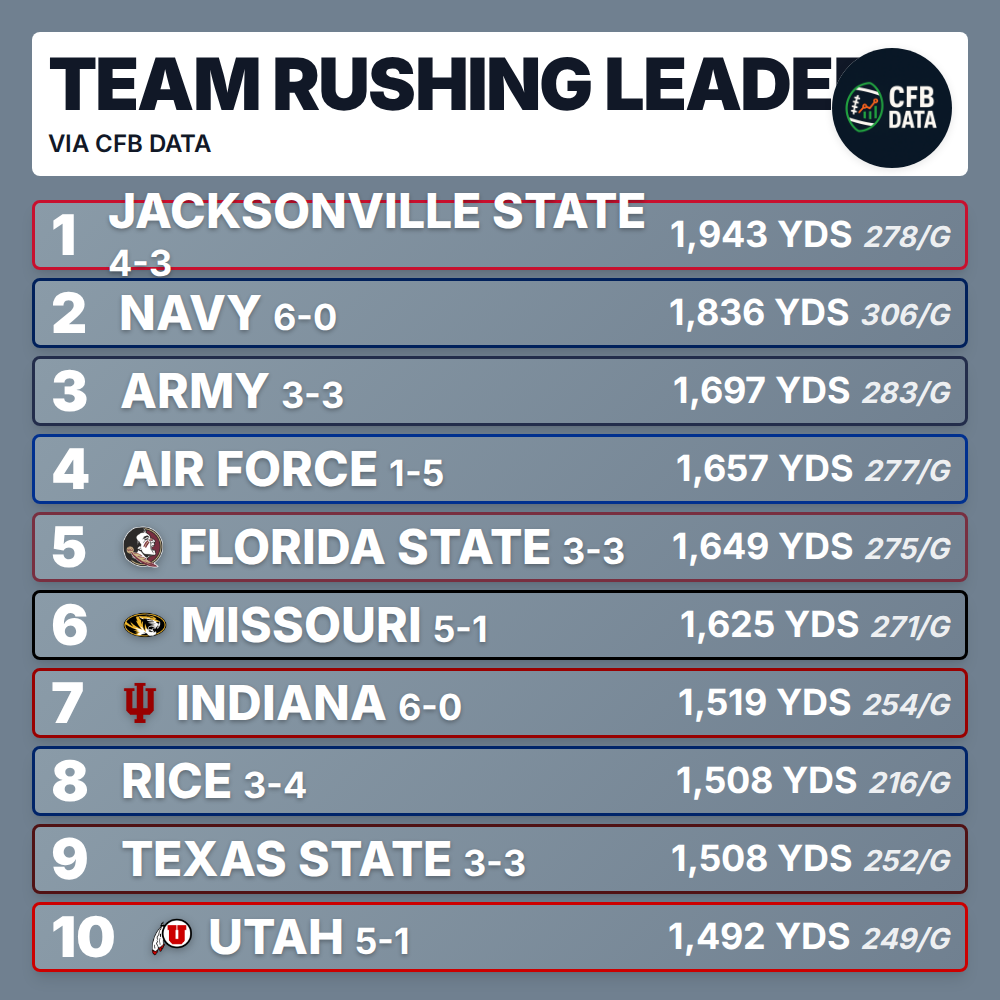 TEAM RUSHING LEADE
CFB
DATA
VIA CFB DATA
1 JACKSONVILLE STATE 4-3 1,943 YDS 278/G
2 NAVY 6-0 1,836 YDS 306/G
3 ARMY 3-3 1,697 YDS 283/G
4 AIR FORCE 1-5 1,657 YDS 277/G
5 FLORIDA STATE 3-3 1,649 YDS 275/G
6 MISSOURI 5-1 1,625 YDS 271/G
7 INDIANA 6-0 1,519 YDS 254/G
8 RICE 3-4 1,508 YDS 216/G
9 TEXAS STATE 3-3 1,508 YDS 252/G
10 U UTAH 5-1 1,492 YDS 249/G